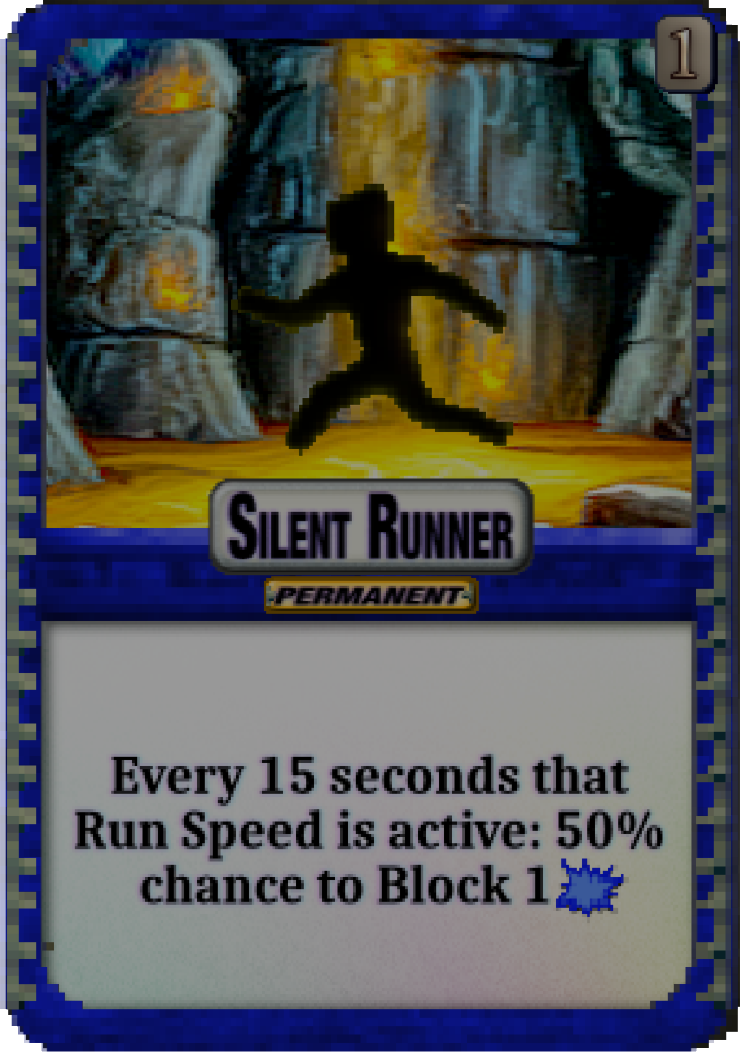 1
SILENT RUNNER
PERMANENT
Every 15 seconds that
Run Speed is active: 50%
chance to Block 1